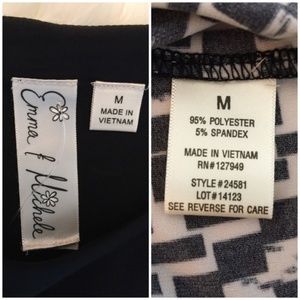 Emma & Michele
M
MADE IN
VIETNAM
M
95% POLYESTER
5% SPANDEX
MADE IN VIETNAM
RN#127949
STYLE#24581
LOT#14123
SEE REVERSE FOR CARE